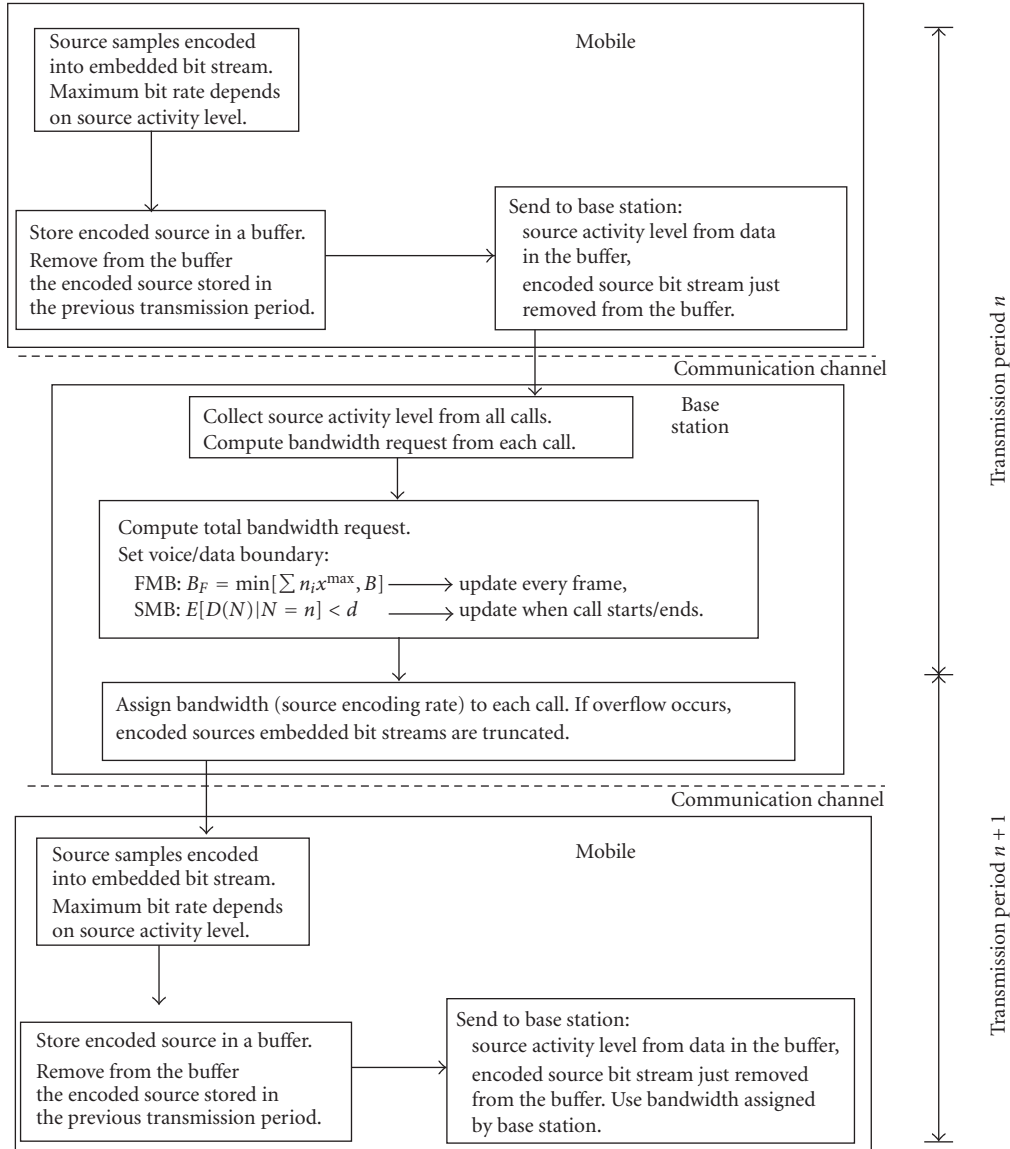 Source samples encoded
into embedded bit stream.
Maximum bit rate depends
on source activity level.
Mobile
Store encoded source in a buffer.
Remove from the buffer
the encoded source stored in
the previous transmission period.
Send to base station:
source activity level from data
in the buffer,
encoded source bit stream just
removed from the buffer.
Transmission period n
Communication channel
Collect source activity level from all calls.
Compute bandwidth request from each call.
Base
station
Compute total bandwidth request.
Set voice/data boundary:
FMB: B_F = min[∑ n_i x^max, B] ⟶ update every frame,
SMB: E[D(N)|N = n] < d ⟶ update when call starts/ends.
Assign bandwidth (source encoding rate) to each call. If overflow occurs,
encoded sources embedded bit streams are truncated.
Communication channel
Source samples encoded
into embedded bit stream.
Maximum bit rate depends
on source activity level.
Mobile
Store encoded source in a buffer.
Remove from the buffer
the encoded source stored in
the previous transmission period.
Send to base station:
source activity level from data in the buffer,
encoded source bit stream just removed
from the buffer. Use bandwidth assigned
by base station.
Transmission period n + 1